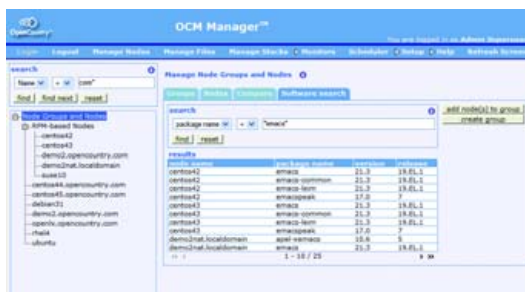 OpenCountry
OCM Manager™
You are logged in as Admin Superuser
Login Logout Manage Nodes Manage Files Manage Stacks Monitors Scheduler Setup Help Refresh Screen
search
Name = com"
find find next reset
Node Groups and Nodes
RPM-based Nodes
centos42
centos43
demo2.opencountry.com
demo2nat.localdomain
suse10
centos44.opencountry.com
centos45.opencountry.com
debian31
demo2.opencountry.com
openlx.opencountry.com
rhel4
ubuntu
Manage Node Groups and Nodes
Groups Nodes Compare Software search
search
package name = "emacs"
find reset
add node(s) to group
create group
results
node name package name version release
centos42 emacs 21.3 19.EL.1
centos42 emacs-common 21.3 19.EL.1
centos42 emacs-leim 21.3 19.EL.1
centos42 emacspeak 17.0 7
centos43 emacs 21.3 19.EL.1
centos43 emacs-common 21.3 19.EL.1
centos43 emacs-leim 21.3 19.EL.1
centos43 emacspeak 17.0 7
demo2nat.localdomain apel-xemacs 10.6 5
demo2nat.localdomain emacs 21.3 19.EL.1
1 - 10 / 25